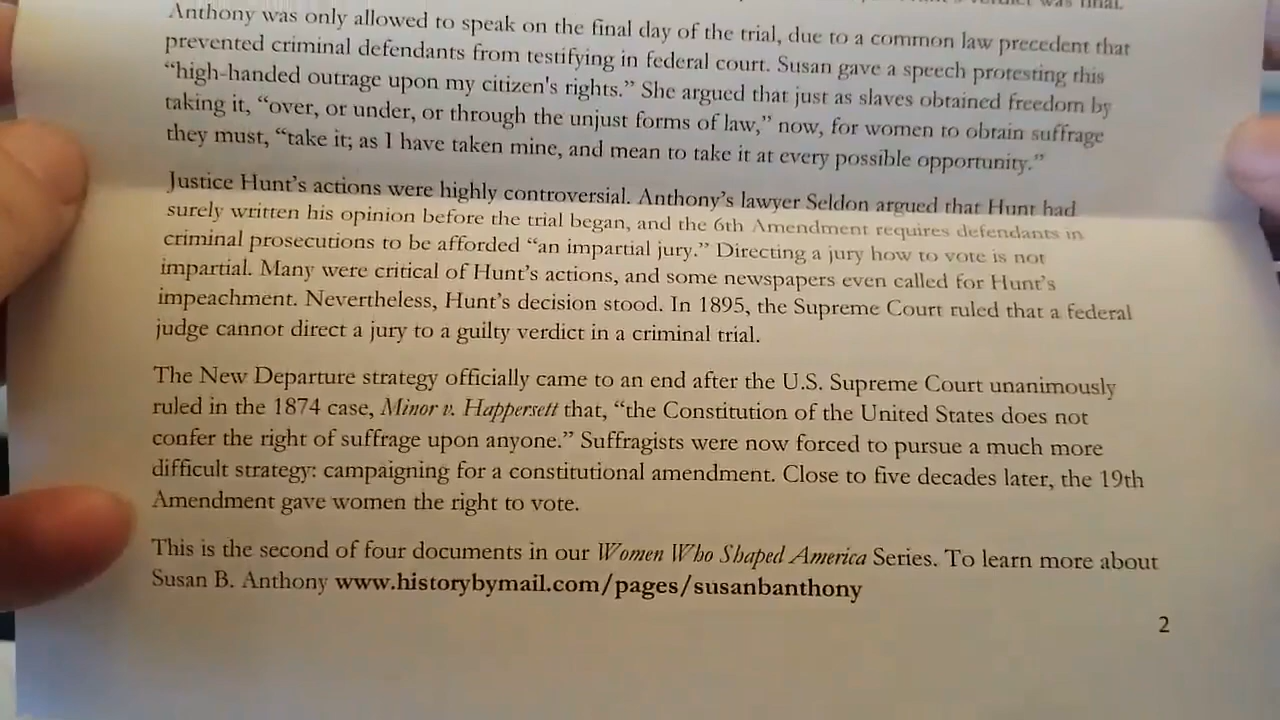 verdict was final.
Anthony was only allowed to speak on the final day of the trial, due to a common law precedent that
prevented criminal defendants from testifying in federal court. Susan gave a speech protesting this
“high-handed outrage upon my citizen's rights.” She argued that just as slaves obtained freedom by
taking it, “over, or under, or through the unjust forms of law,” now, for women to obtain suffrage
they must, “take it; as I have taken mine, and mean to take it at every possible opportunity.”
Justice Hunt’s actions were highly controversial. Anthony’s lawyer Seldon argued that Hunt had
surely written his opinion before the trial began, and the 6th Amendment requires defendants in
criminal prosecutions to be afforded “an impartial jury.” Directing a jury how to vote is not
impartial. Many were critical of Hunt’s actions, and some newspapers even called for Hunt’s
impeachment. Nevertheless, Hunt’s decision stood. In 1895, the Supreme Court ruled that a federal
judge cannot direct a jury to a guilty verdict in a criminal trial.
The New Departure strategy officially came to an end after the U.S. Supreme Court unanimously
ruled in the 1874 case, Minor v. Happersett that, “the Constitution of the United States does not
confer the right of suffrage upon anyone.” Suffragists were now forced to pursue a much more
difficult strategy: campaigning for a constitutional amendment. Close to five decades later, the 19th
Amendment gave women the right to vote.
This is the second of four documents in our Women Who Shaped America Series. To learn more about
Susan B. Anthony www.historybymail.com/pages/susanbanthony
2